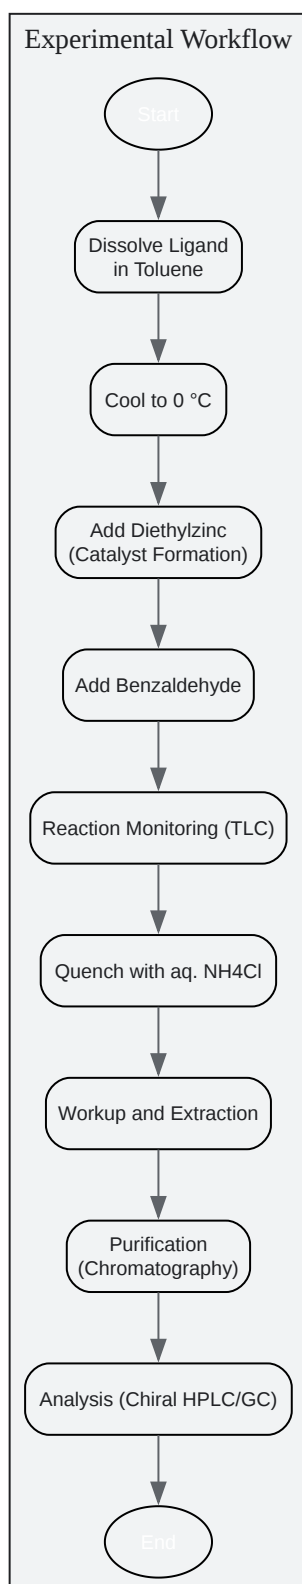 Experimental Workflow
Start
Dissolve Ligand
in Toluene
Cool to 0 °C
Add Diethylzinc
(Catalyst Formation)
Add Benzaldehyde
Reaction Monitoring (TLC)
Quench with aq. NH4Cl
Workup and Extraction
Purification
(Chromatography)
Analysis (Chiral HPLC/GC)
End